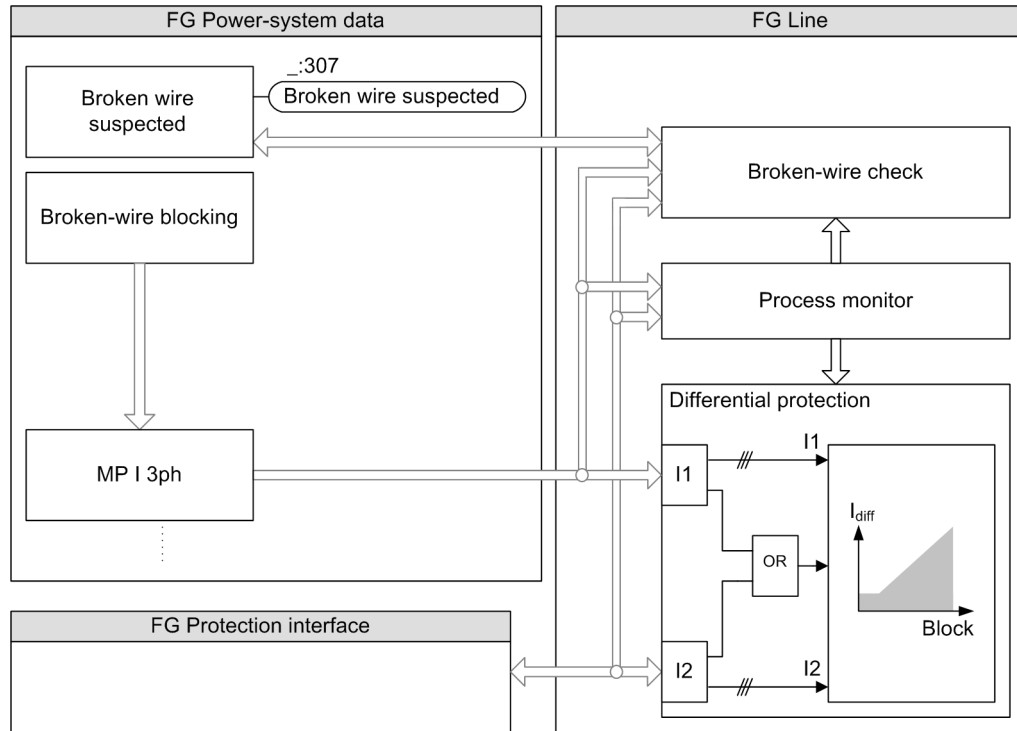 FG Power-system data
FG Line
_:307
Broken wire
suspected
Broken wire suspected
Broken-wire check
Broken-wire blocking
Process monitor
Differential protection
MP I 3ph
I1
I1
Idiff
OR
Block
FG Protection interface
I2
I2